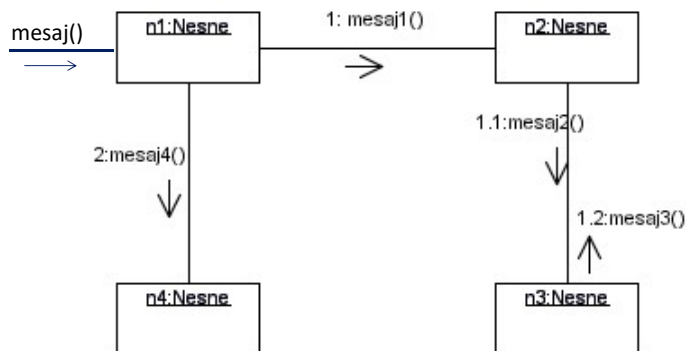 mesaj()
n1:Nesne
1: mesaj1()
n2:Nesne
1.1:mesaj2()
2:mesaj4()
1.2:mesaj3()
n4:Nesne
n3:Nesne